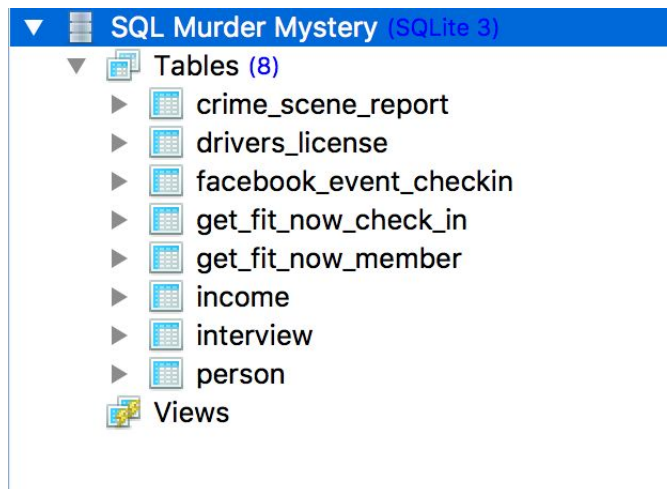 SQL Murder Mystery (SQLite 3)
Tables (8)
crime_scene_report
drivers_license
facebook_event_checkin
get_fit_now_check_in
get_fit_now_member
income
interview
person
Views